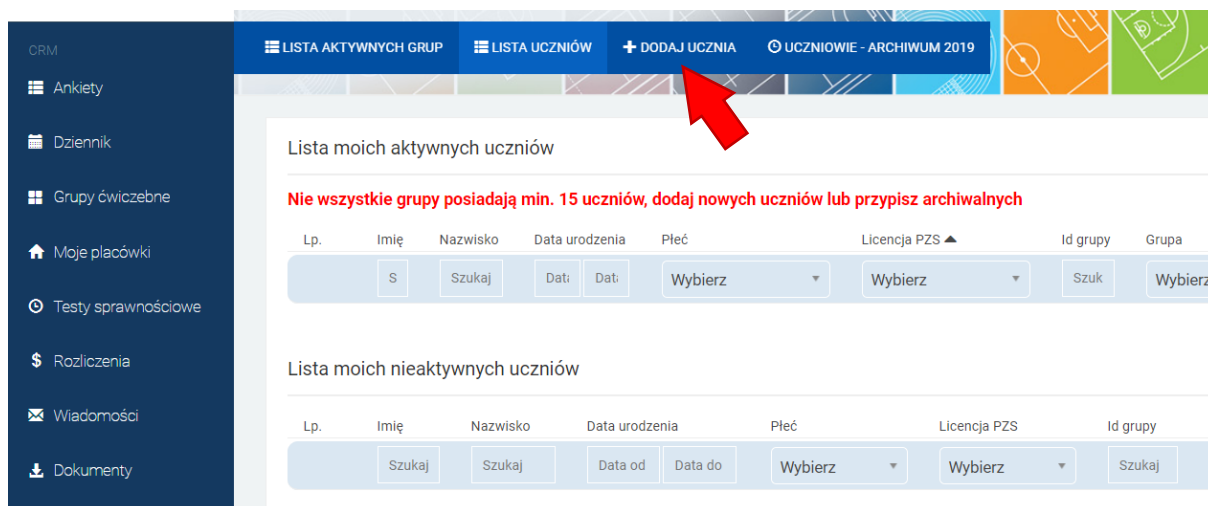 CRM
Ankiety
Dziennik
Grupy ćwiczebne
Moje placówki
Testy sprawnościowe
Rozliczenia
Wiadomości
Dokumenty
LISTA AKTYWNYCH GRUP LISTA UCZNIÓW DODAJ UCZNIA UCZNIOWIE - ARCHIWUM 2019
Lista moich aktywnych uczniów
Nie wszystkie grupy posiadają min. 15 uczniów, dodaj nowych uczniów lub przypisz archiwalnych
Lp. Imię Nazwisko Data urodzenia Płeć Licencja PZS Id grupy Grupa
S Szukaj Data Data Wybierz Wybierz Szuk Wybierz
Lista moich nieaktywnych uczniów
Lp. Imię Nazwisko Data urodzenia Płeć Licencja PZS Id grupy
Szukaj Szukaj Data od Data do Wybierz Wybierz Szukaj